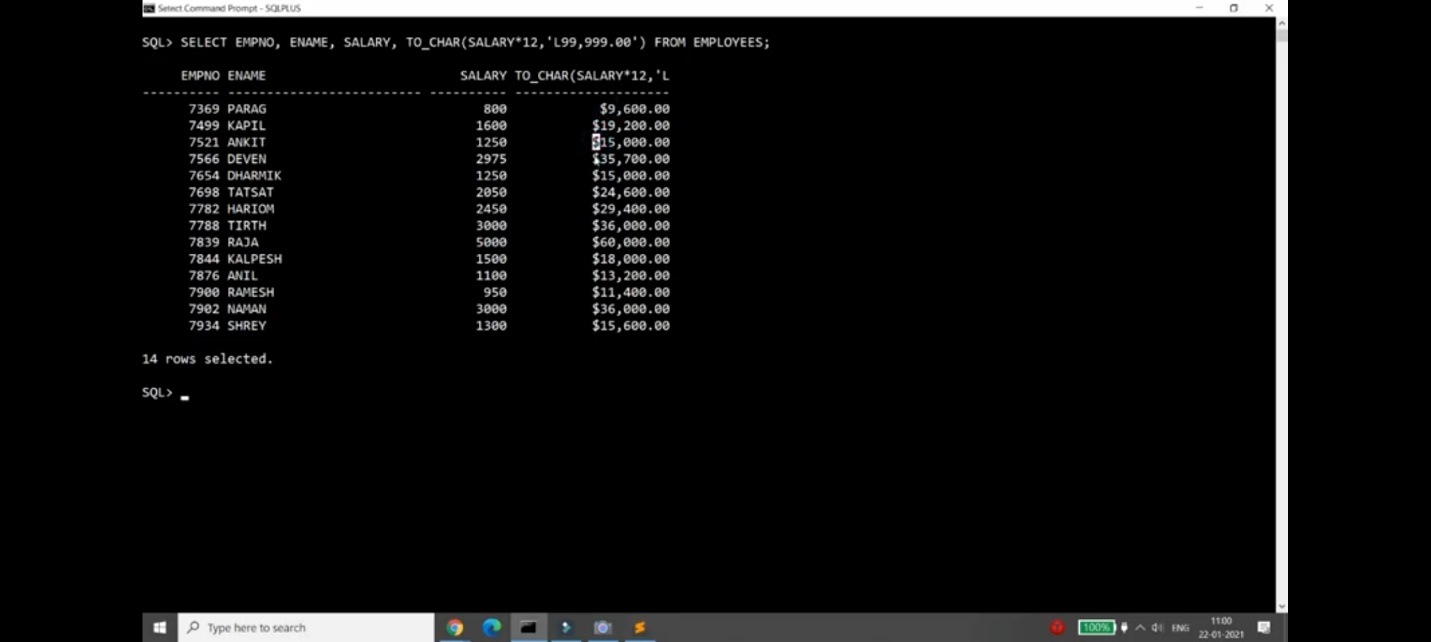 Select Command Prompt - SQLPLUS
SQL> SELECT EMPNO, ENAME, SALARY, TO_CHAR(SALARY*12,'L99,999.00') FROM EMPLOYEES;
EMPNO ENAME SALARY TO_CHAR(SALARY*12,'L
---------- ------------------------- ---------- --------------------
7369 PARAG 800 $9,600.00
7499 KAPIL 1600 $19,200.00
7521 ANKIT 1250 $15,000.00
7566 DEVEN 2975 $35,700.00
7654 DHARMIK 1250 $15,000.00
7698 TATSAT 2050 $24,600.00
7782 HARIOM 2450 $29,400.00
7788 TIRTH 3000 $36,000.00
7839 RAJA 5000 $60,000.00
7844 KALPESH 1500 $18,000.00
7876 ANIL 1100 $13,200.00
7900 RAMESH 950 $11,400.00
7902 NAMAN 3000 $36,000.00
7934 SHREY 1300 $15,600.00
14 rows selected.
SQL> _
Type here to search
100%
ENG
11:00
22-01-2021